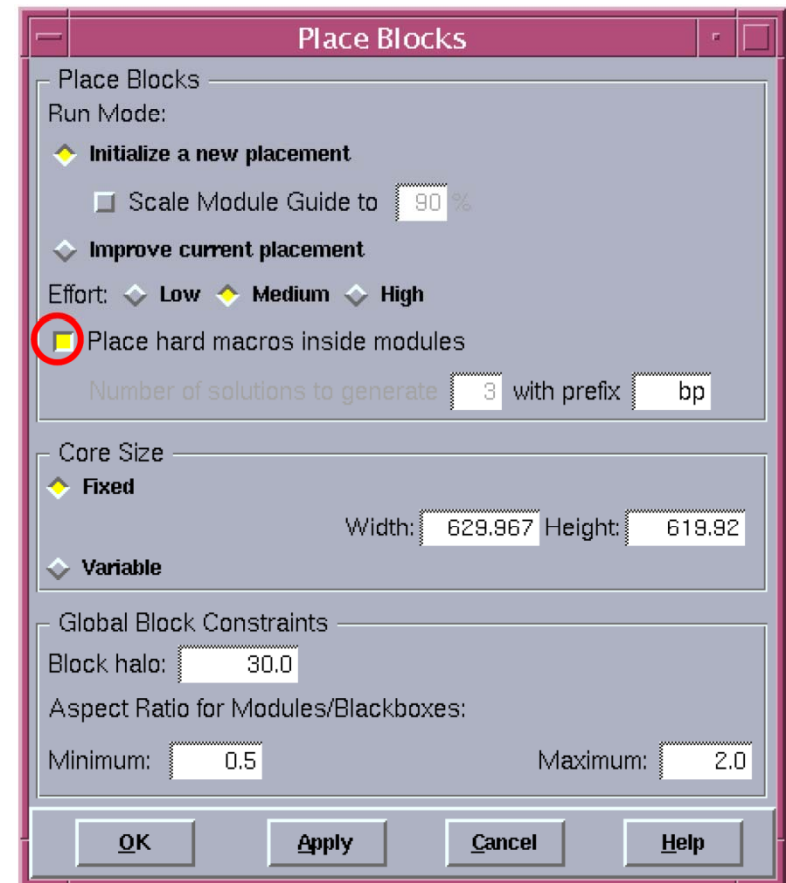 Place Blocks
Place Blocks
Run Mode:
Initialize a new placement
Scale Module Guide to 90 %
Improve current placement
Effort: Low Medium High
Place hard macros inside modules
Number of solutions to generate 3 with prefix bp
Core Size
Fixed
Width: 629.967 Height: 619.92
Variable
Global Block Constraints
Block halo: 30.0
Aspect Ratio for Modules/Blackboxes:
Minimum: 0.5 Maximum: 2.0
OK Apply Cancel Help